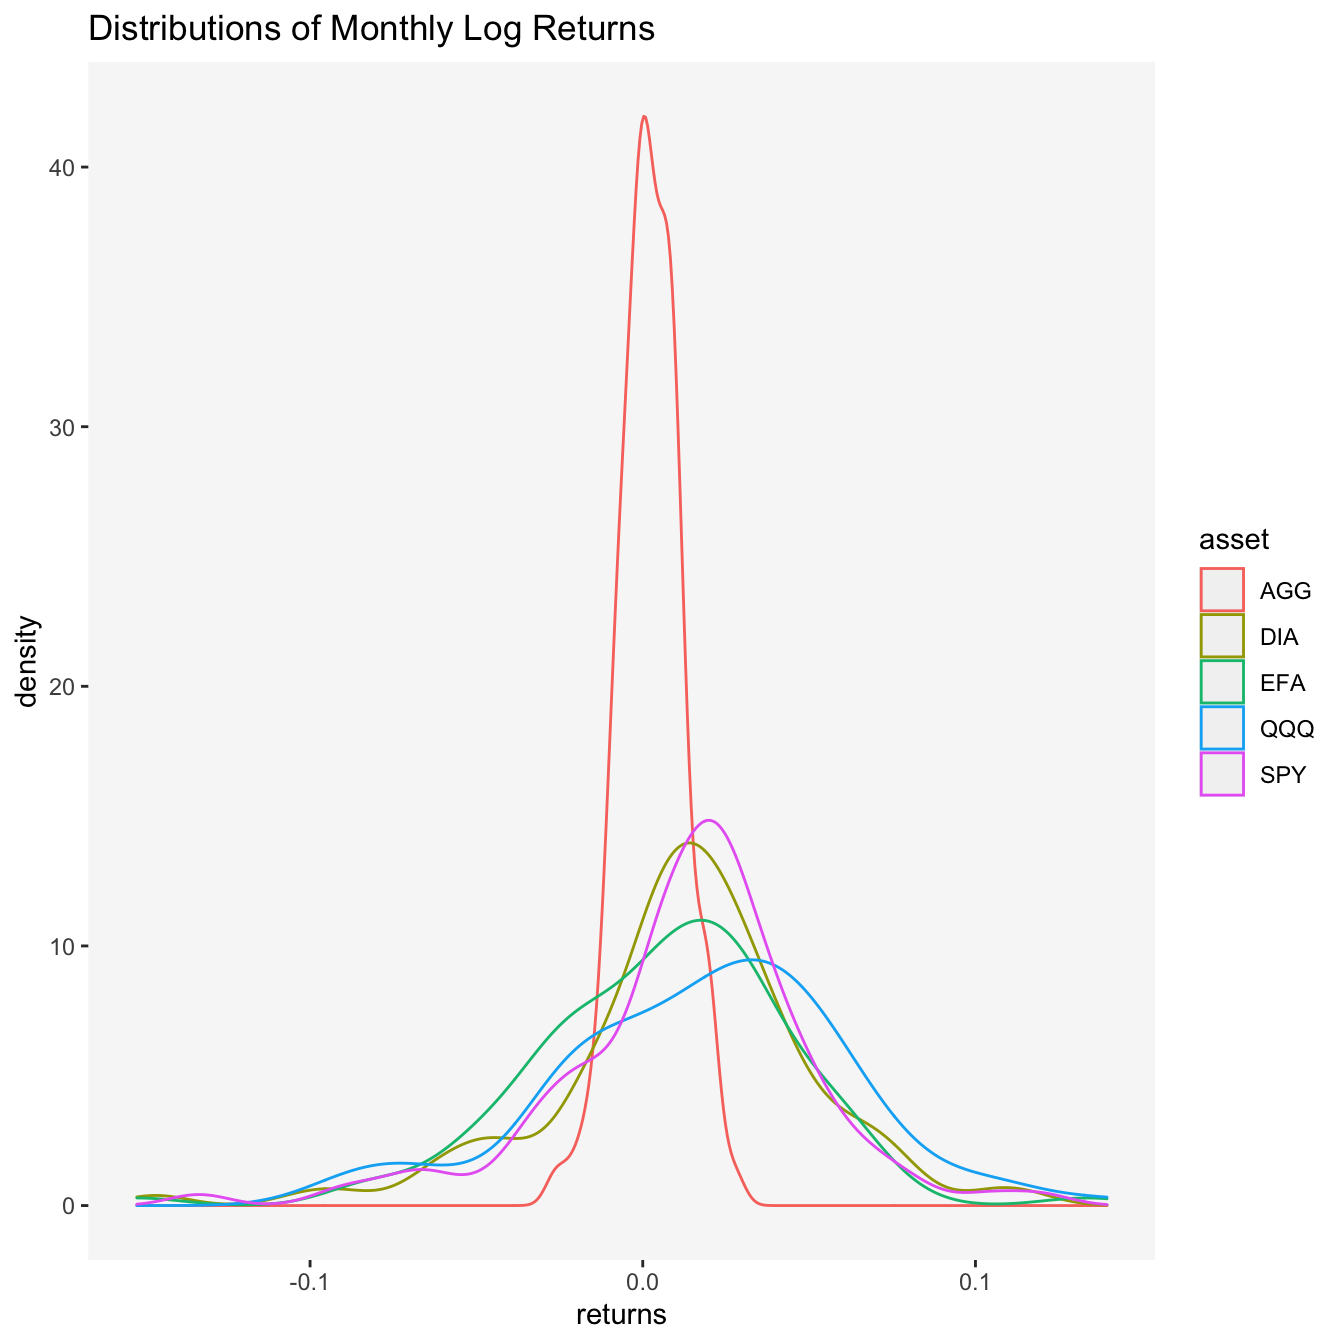 Distributions of Monthly Log Returns
40
30
20
10
0
density
-0.1
0.0
0.1
returns
asset
AGG
DIA
EFA
QQQ
SPY